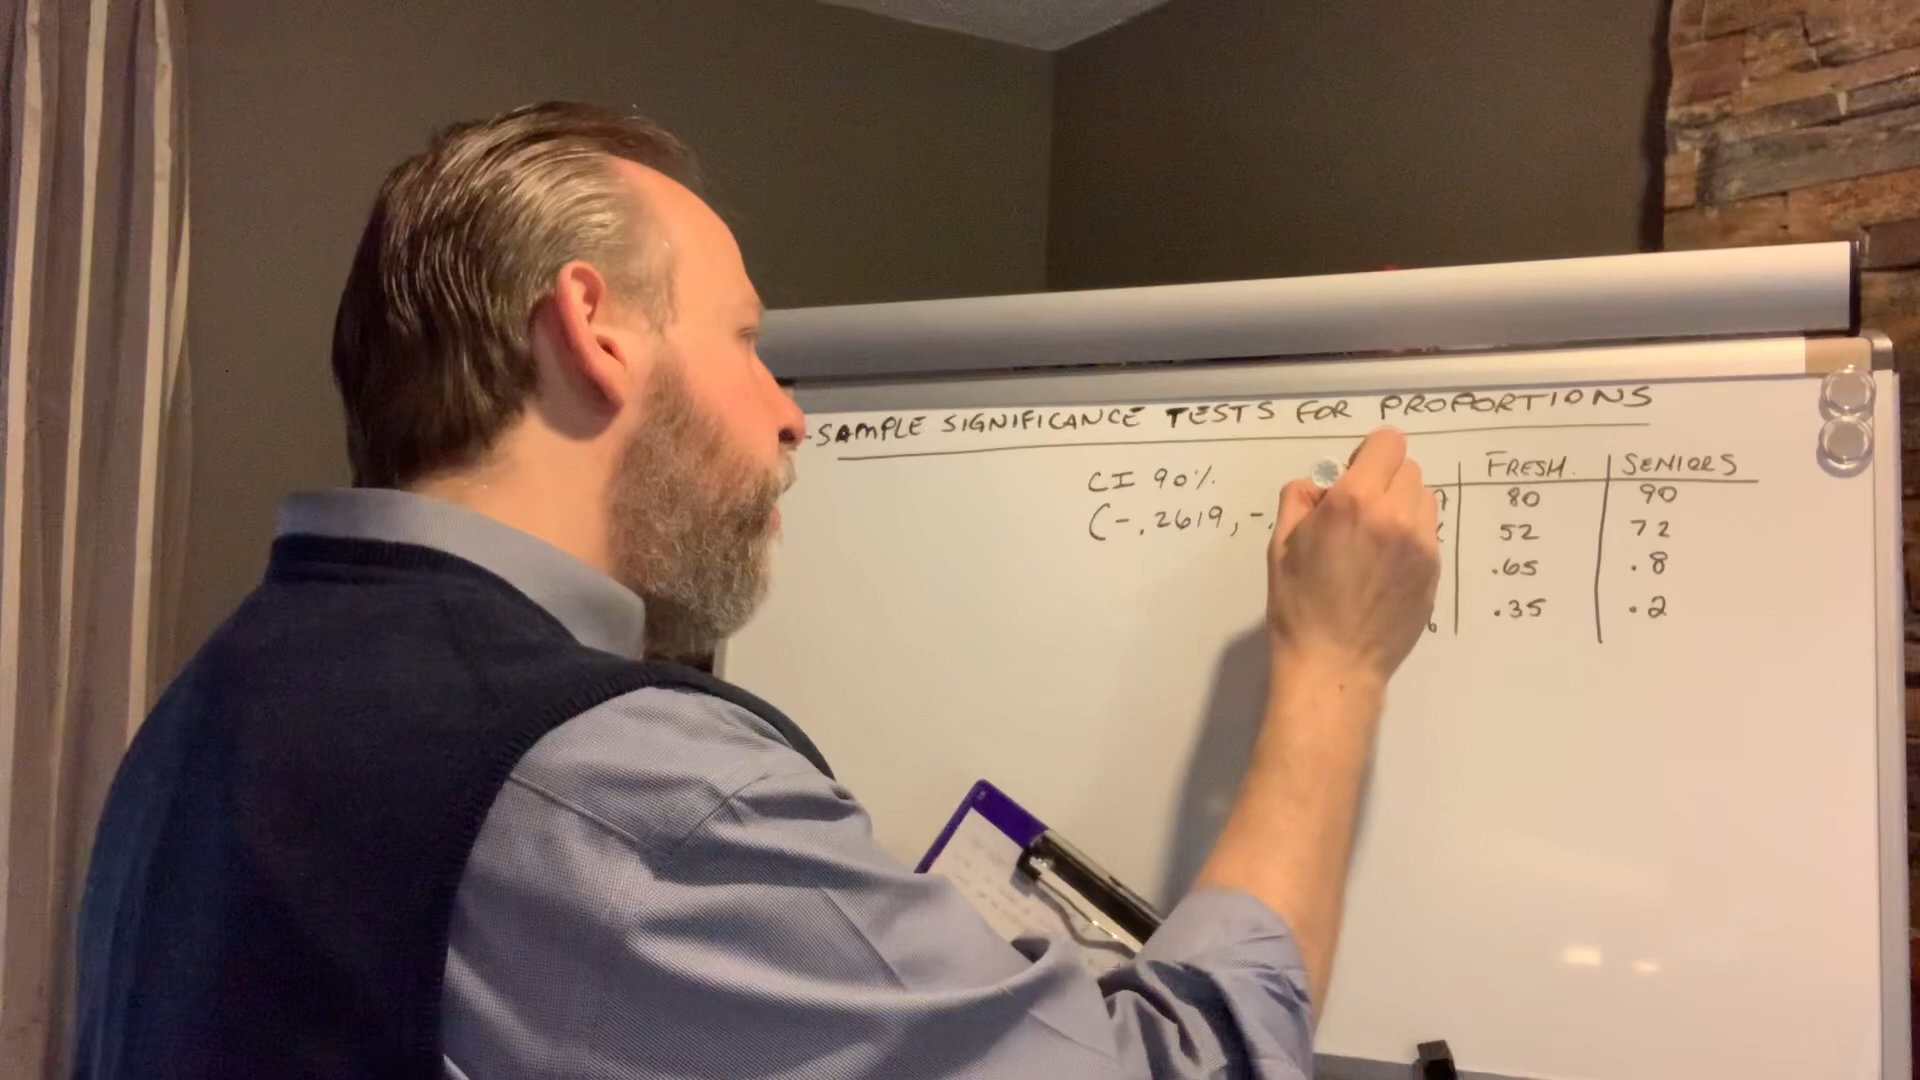 -SAMPLE SIGNIFICANCE TESTS FOR PROPORTIONS
CI 90%
(-.2619, -.
FRESH. SENIORS
80 90
52 72
.65 .8
.35 .2